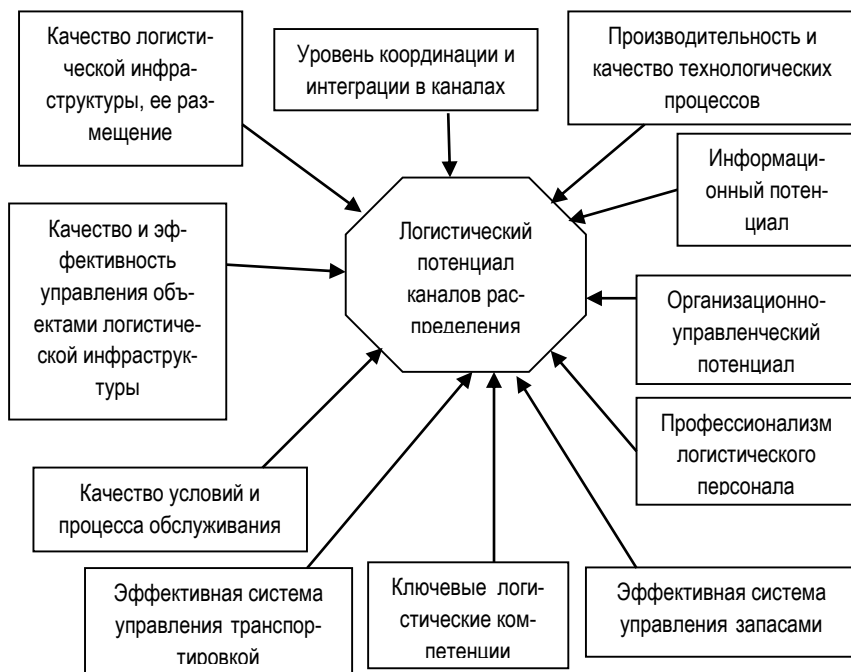 Качество логисти-
ческой инфра-
структуры, ее раз-
мещение
Уровень координации и
интеграции в каналах
Производительность и
качество технологических
процессов
Информаци-
онный потен-
циал
Качество и эф-
фективность
управления объ-
ектами логистиче-
ской инфраструк-
туры
Логистический
потенциал
каналов рас-
пределения
Организационно-
управленческий
потенциал
Профессионализм
логистического
персонала
Качество условий и
процесса обслуживания
Эффективная система
управления транспор-
тировкой
Ключевые логи-
стические ком-
петенции
Эффективная система
управления запасами